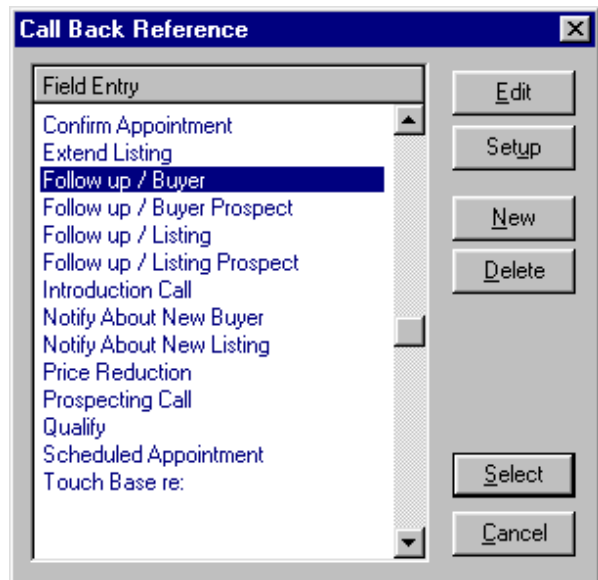 Call Back Reference
Field Entry
Confirm Appointment
Extend Listing
Follow up / Buyer
Follow up / Buyer Prospect
Follow up / Listing
Follow up / Listing Prospect
Introduction Call
Notify About New Buyer
Notify About New Listing
Price Reduction
Prospecting Call
Qualify
Scheduled Appointment
Touch Base re:
Edit
Setup
New
Delete
Select
Cancel